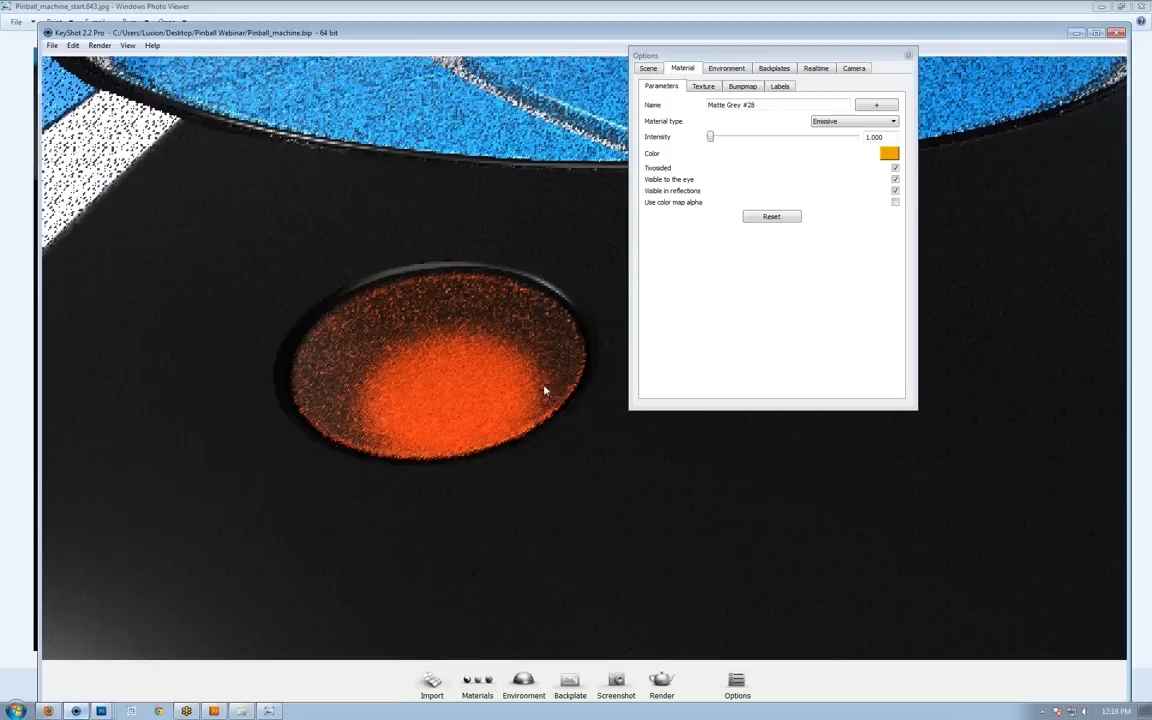 Pinball_machine_start.643.jpg - Windows Photo Viewer
File
KeyShot 2.2 Pro - C:/Users/Luxion/Desktop/Pinball Webinar/Pinball_machine.bip - 64 bit
File Edit Render View Help
Options
Scene Material Environment Backplates Realtime Camera
Parameters Texture Bumpmap Labels
Name Matte Grey #28 +
Material type Emissive
Intensity 1.000
Color
Twosided
Visible to the eye
Visible in reflections
Use color map alpha
Reset
Import Materials Environment Backplate Screenshot Render Options
12:19 PM